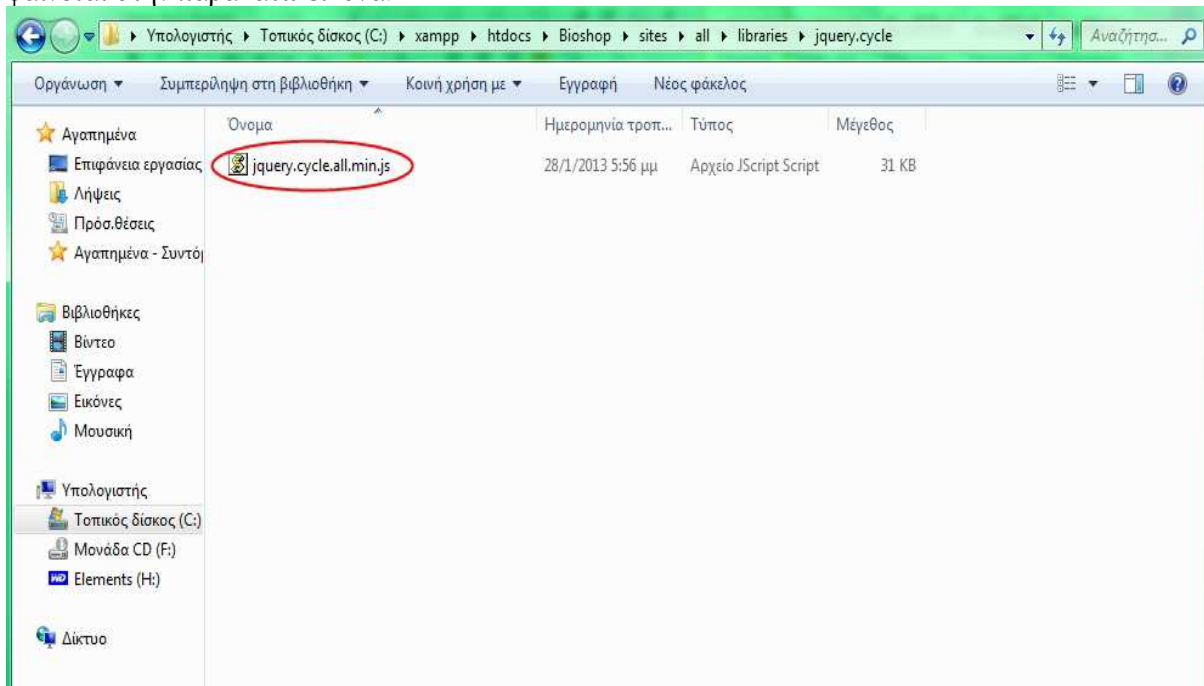 Υπολογιστής ▸ Τοπικός δίσκος (C:) ▸ xampp ▸ htdocs ▸ Bioshop ▸ sites ▸ all ▸ libraries ▸ jquery.cycle
Αναζήτησ...
Οργάνωση Συμπερίληψη στη βιβλιοθήκη Κοινή χρήση με Εγγραφή Νέος φάκελος
Όνομα Ημερομηνία τροπ... Τύπος Μέγεθος
jquery.cycle.all.min.js 28/1/2013 5:56 μμ Αρχείο JScript Script 31 KB
Αγαπημένα
Επιφάνεια εργασίας
Λήψεις
Πρόσ.θέσεις
Αγαπημένα - Συντόμ
Βιβλιοθήκες
Βίντεο
Έγγραφα
Εικόνες
Μουσική
Υπολογιστής
Τοπικός δίσκος (C:)
Μονάδα CD (F:)
Elements (H:)
Δίκτυο